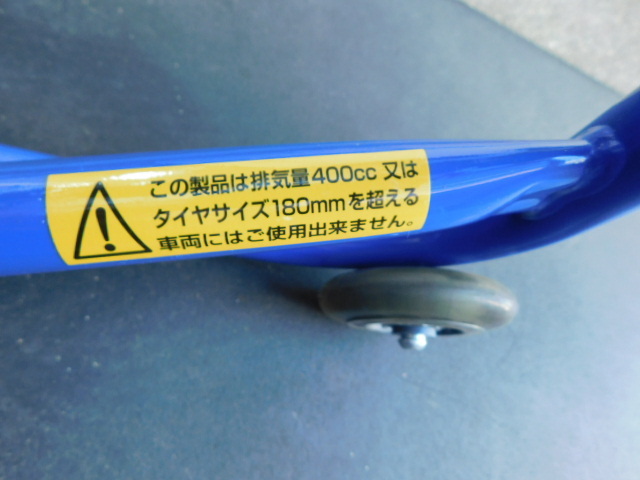 この製品は排気量400cc又は
タイヤサイズ180mmを超える
車両にはご使用出来ません。